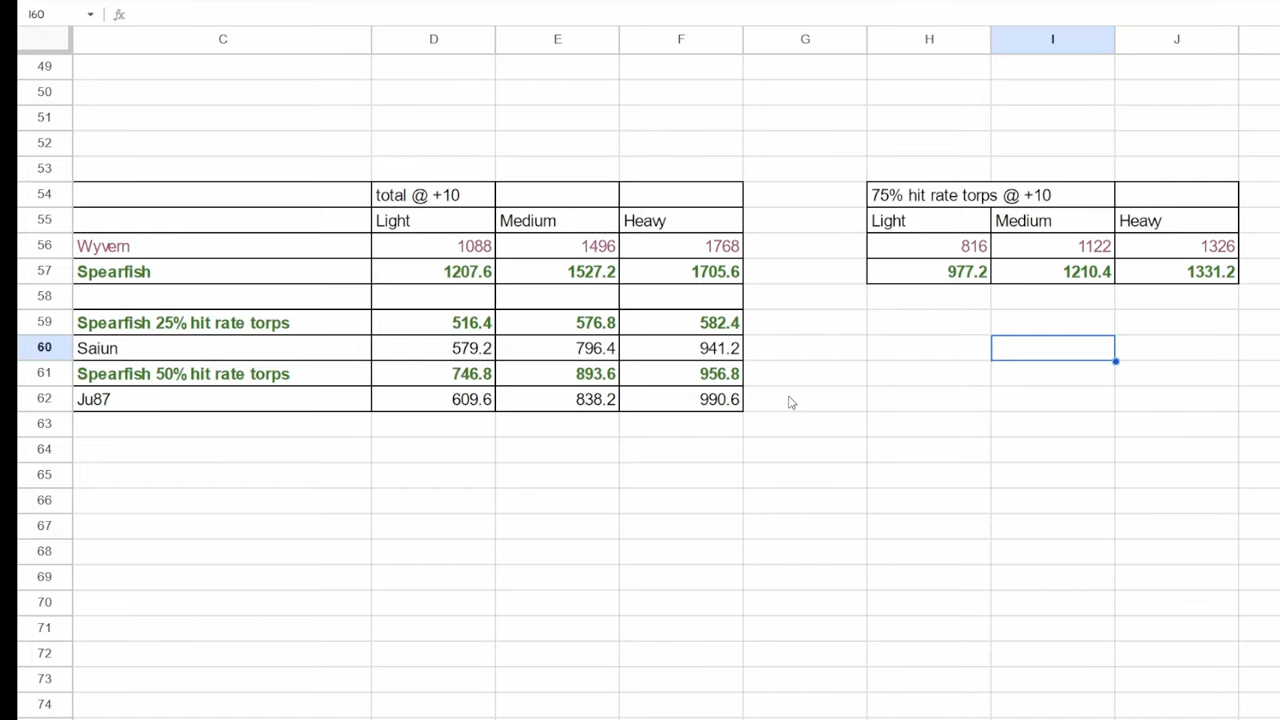 I60 fx
C D E F G H I J
49
50
51
52
53
54 total @ +10 75% hit rate torps @ +10
55 Light Medium Heavy Light Medium Heavy
56 Wyvern 1088 1496 1768 816 1122 1326
57 Spearfish 1207.6 1527.2 1705.6 977.2 1210.4 1331.2
58
59 Spearfish 25% hit rate torps 516.4 576.8 582.4
60 Saiun 579.2 796.4 941.2
61 Spearfish 50% hit rate torps 746.8 893.6 956.8
62 Ju87 609.6 838.2 990.6
63
64
65
66
67
68
69
70
71
72
73
74